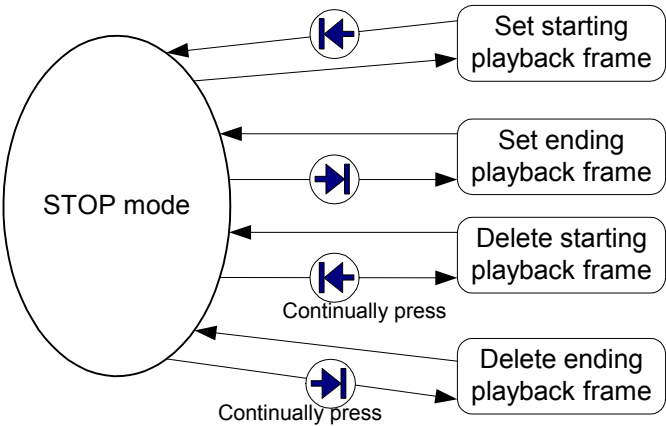 Set starting
playback frame
Set ending
playback frame
STOP mode
Delete starting
playback frame
Continually press
Delete ending
playback frame
Continually press